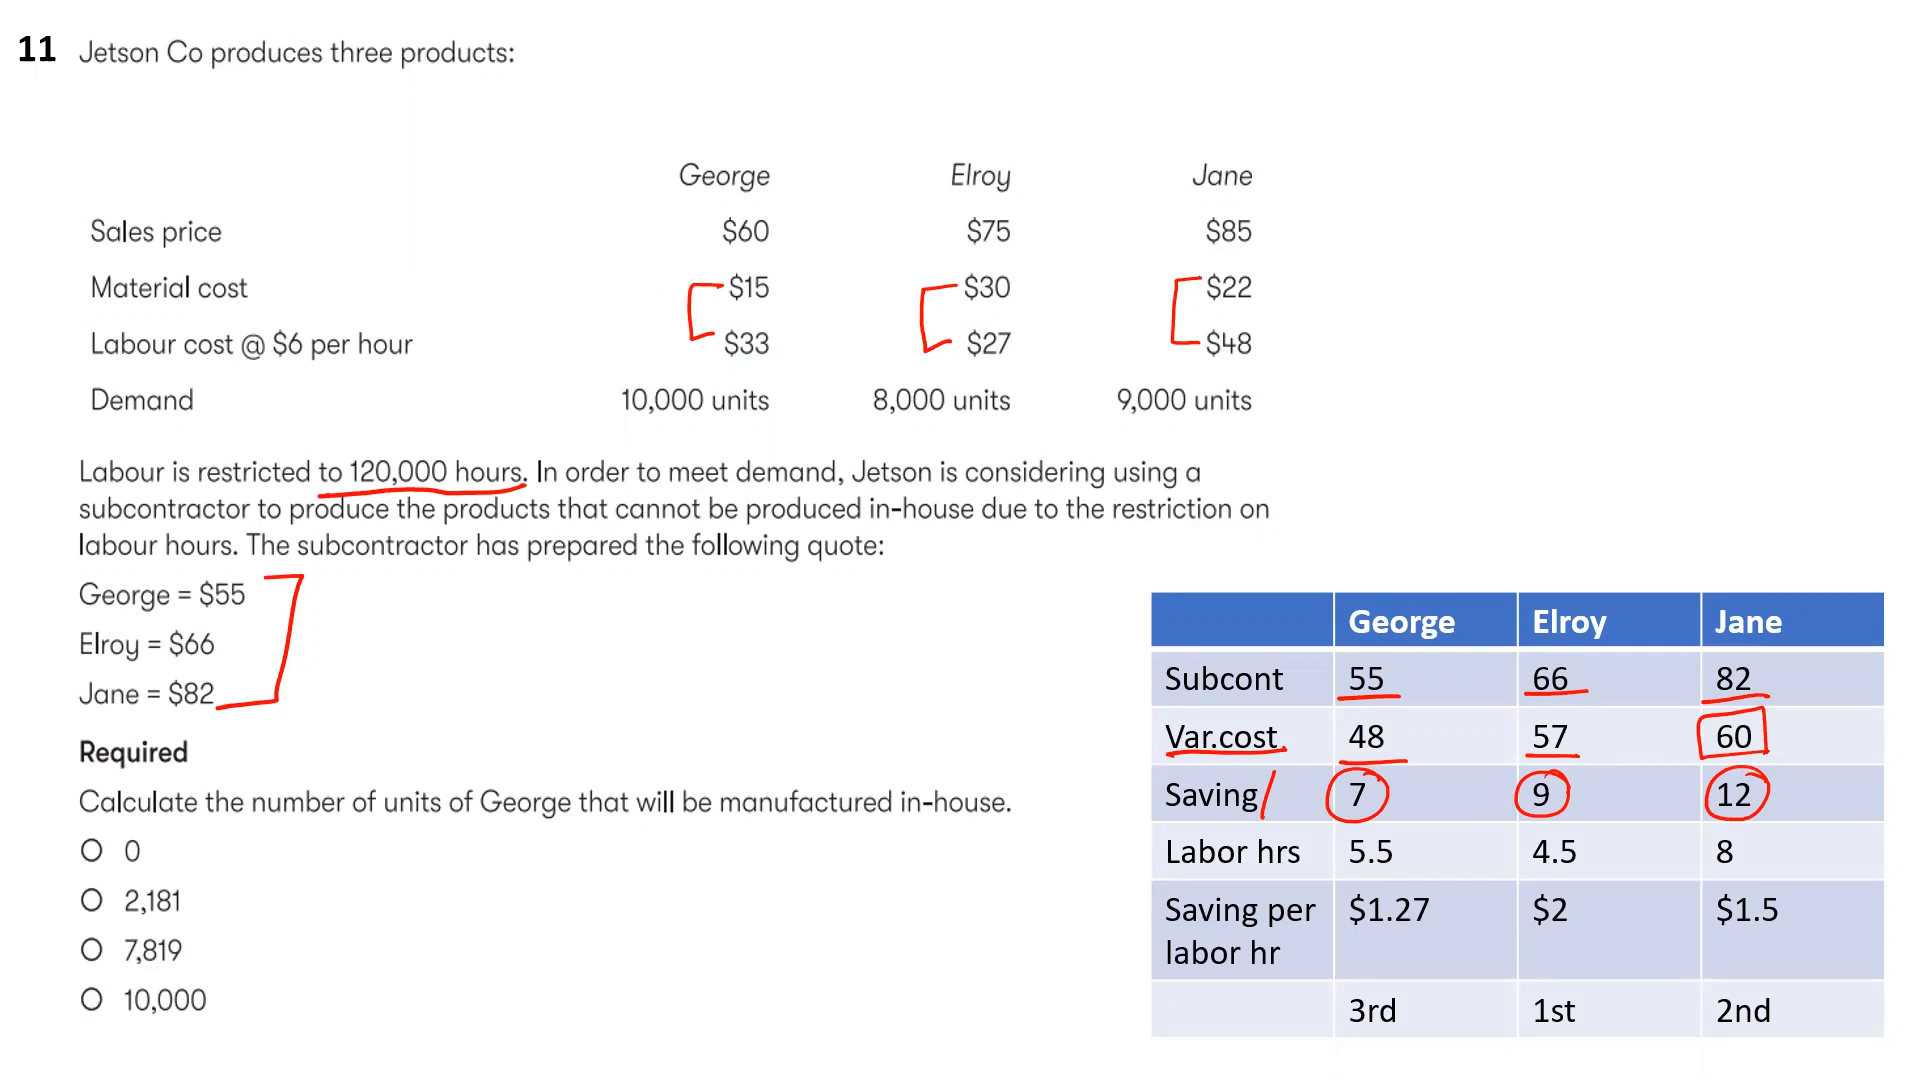 11 Jetson Co produces three products:
George Elroy Jane
Sales price $60 $75 $85
Material cost $15 $30 $22
Labour cost @ $6 per hour $33 $27 $48
Demand 10,000 units 8,000 units 9,000 units
Labour is restricted to 120,000 hours. In order to meet demand, Jetson is considering using a
subcontractor to produce the products that cannot be produced in-house due to the restriction on
labour hours. The subcontractor has prepared the following quote:
George = $55
Elroy = $66
Jane = $82
Required
Calculate the number of units of George that will be manufactured in-house.
0
2,181
7,819
10,000
George Elroy Jane
Subcont 55 66 82
Var.cost 48 57 60
Saving 7 9 12
Labor hrs 5.5 4.5 8
Saving per $1.27 $2 $1.5
labor hr
3rd 1st 2nd